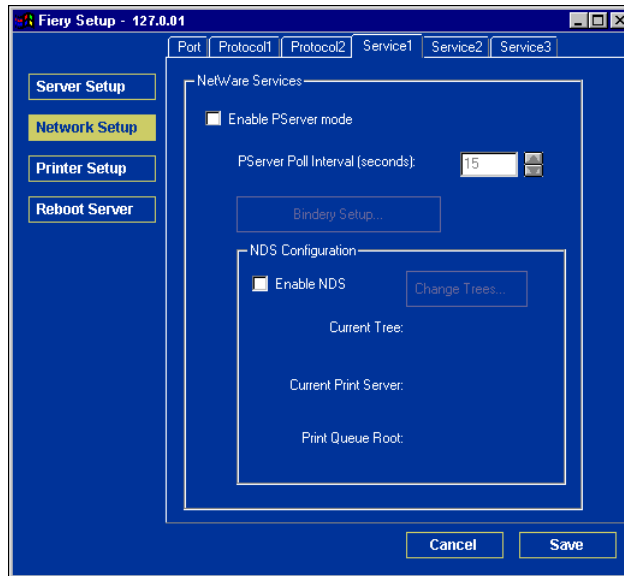 Fiery Setup - 127.0.01
Port Protocol1 Protocol2 Service1 Service2 Service3
Server Setup
Network Setup
Printer Setup
Reboot Server
NetWare Services
Enable PServer mode
PServer Poll Interval (seconds): 15
Bindery Setup...
NDS Configuration
Enable NDS Change Trees...
Current Tree:
Current Print Server:
Print Queue Root:
Cancel Save